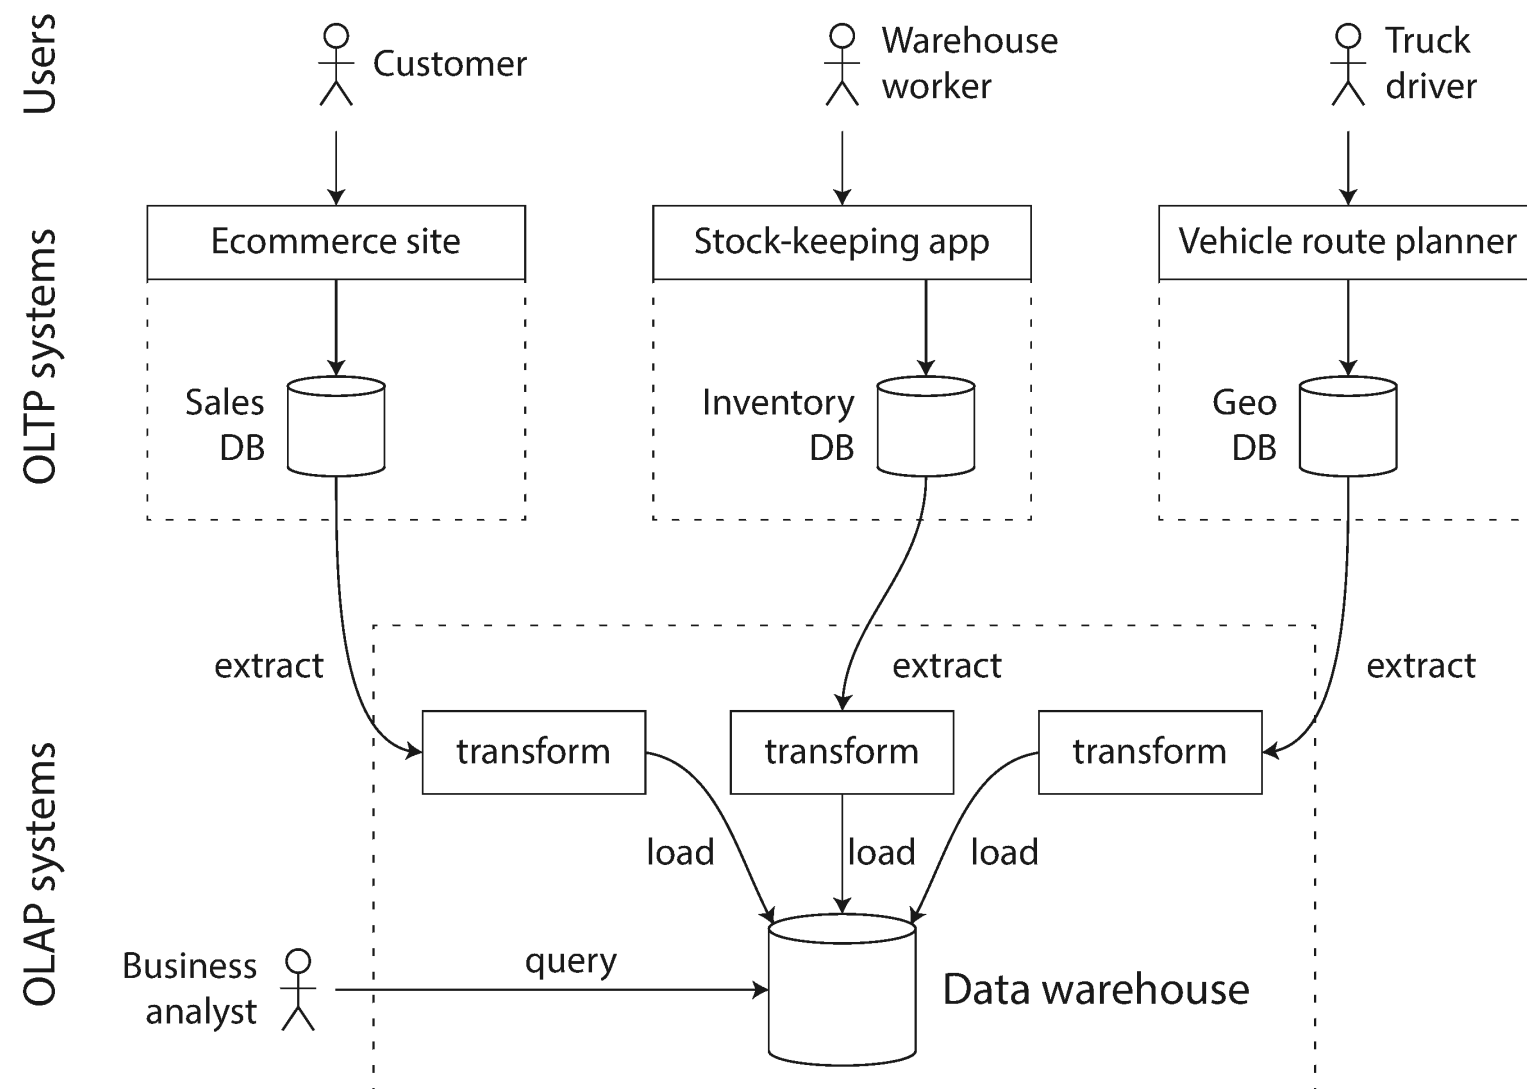 Users
Customer
Warehouse
worker
Truck
driver
OLTP systems
Ecommerce site
Stock-keeping app
Vehicle route planner
Sales
DB
Inventory
DB
Geo
DB
OLAP systems
extract
extract
extract
transform
transform
transform
load
load
load
Business
analyst
query
Data warehouse